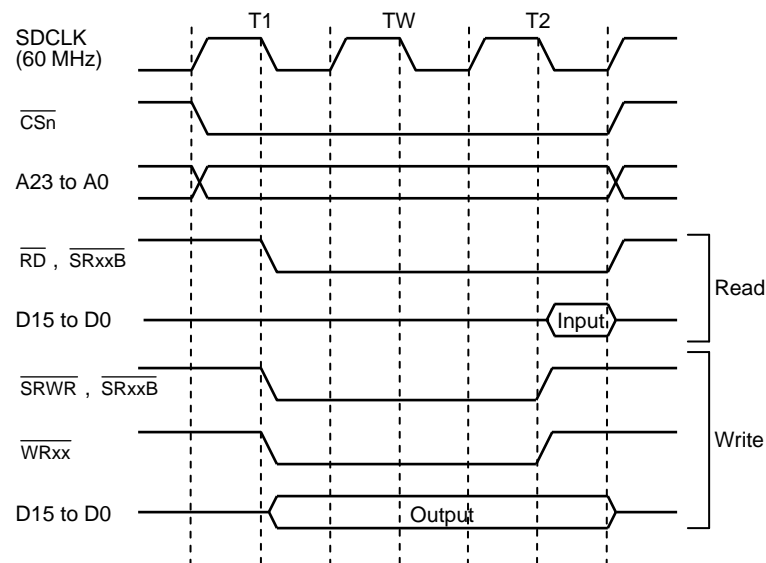 T1 TW T2
SDCLK
(60 MHz)
CSn
A23 to A0
RD , SRxxB
Read
D15 to D0 Input
SRWR , SRxxB
Write
WRxx
D15 to D0 Output